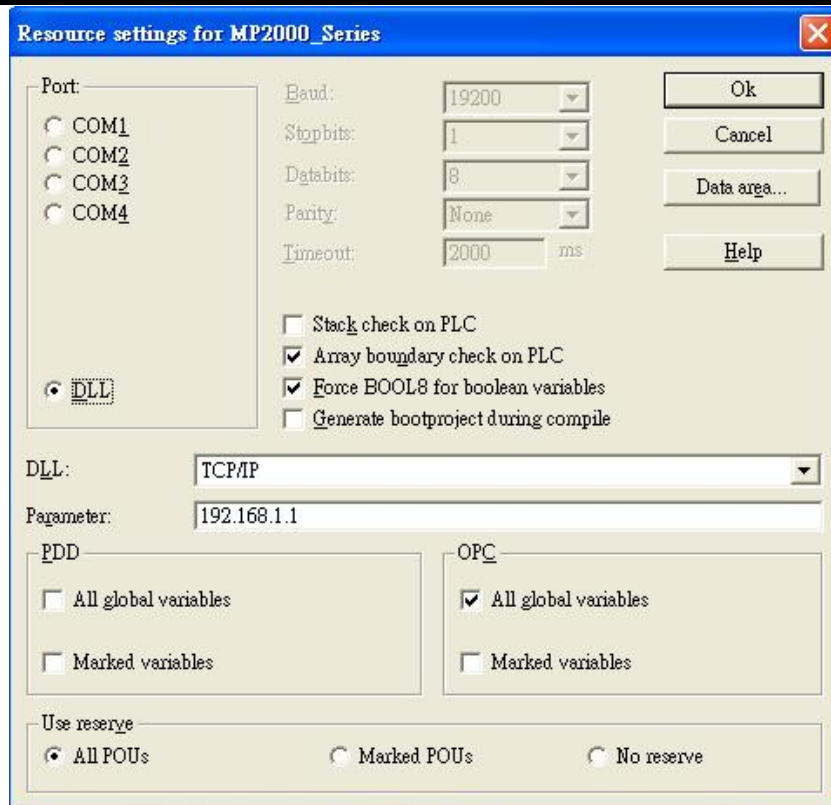 Resource settings for MP2000_Series
Port:
COM1
COM2
COM3
COM4
DLL
Baud: 19200
Stopbits: 1
Databits: 8
Parity: None
Timeout: 2000 ms
Ok
Cancel
Data area...
Help
Stack check on PLC
Array boundary check on PLC
Force BOOL8 for boolean variables
Generate bootproject during compile
DLL: TCP/IP
Parameter: 192.168.1.1
PDD
All global variables
Marked variables
OPC
All global variables
Marked variables
Use reserve
All POUs Marked POUs No reserve